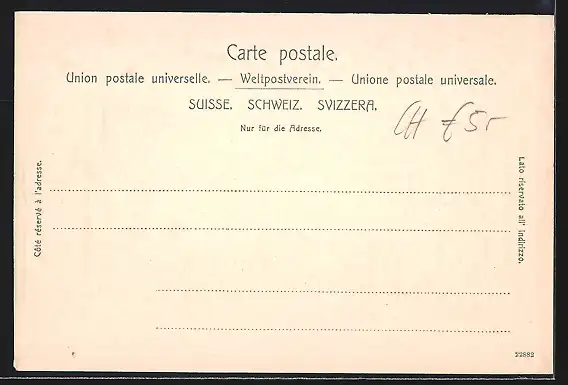 Carte postale.
Union postale universelle. — Weltpostverein. — Unione postale universale.
SUISSE. SCHWEIZ. SVIZZERA.
Nur für die Adresse.
Côté réservé à l'adresse.
Lato riservato all' indirizzo.
22882